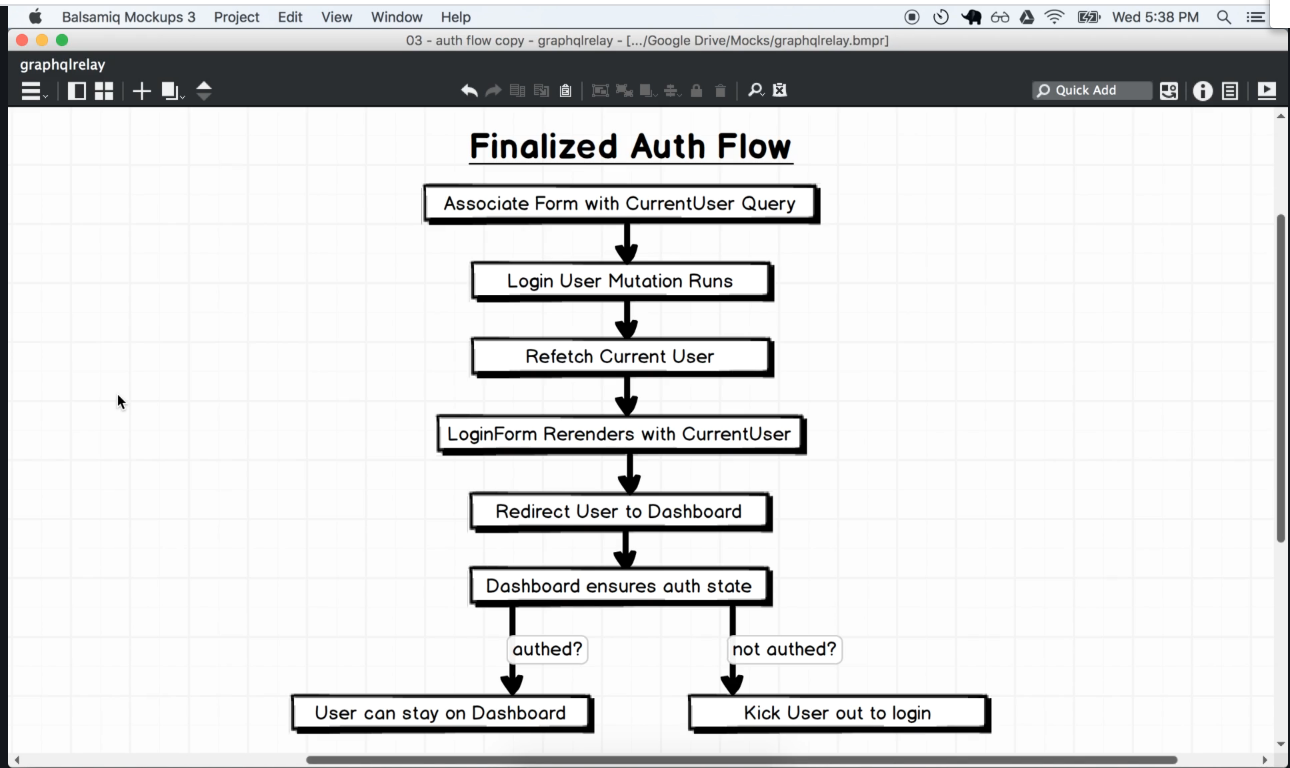 Balsamiq Mockups 3 Project Edit View Window Help Wed 5:38 PM
03 - auth flow copy - graphqlrelay - [.../Google Drive/Mocks/graphqlrelay.bmpr]
graphqlrelay
Quick Add
Finalized Auth Flow
Associate Form with CurrentUser Query
Login User Mutation Runs
Refetch Current User
LoginForm Rerenders with CurrentUser
Redirect User to Dashboard
Dashboard ensures auth state
authed? not authed?
User can stay on Dashboard Kick User out to login